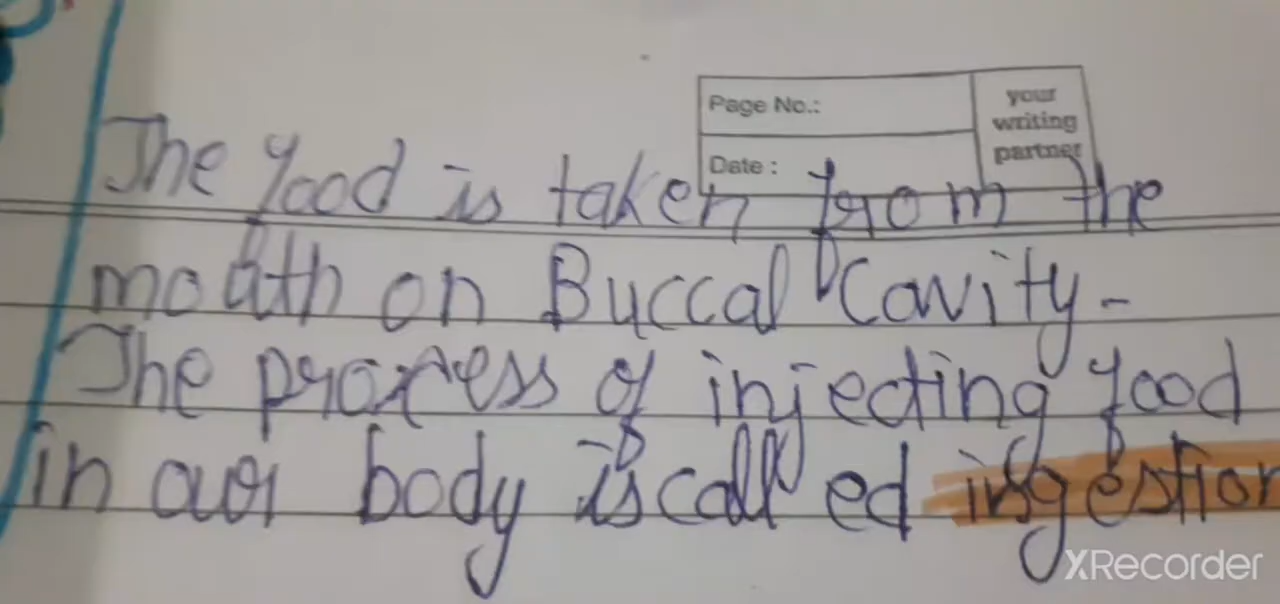 Page No.:
your
writing
partner
Date :
The food is taken from the
mouth or Buccal Cavity-
The process of injecting food
in our body is called ingestion
XRecorder